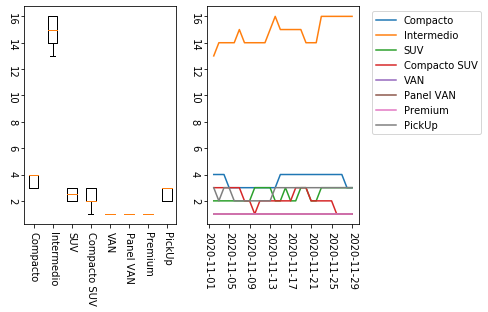 16
14
12
10
8
6
4
2
Compacto
Intermedio
SUV
Compacto SUV
VAN
Panel VAN
Premium
PickUp
16
14
12
10
8
6
4
2
2020-11-01
2020-11-05
2020-11-09
2020-11-13
2020-11-17
2020-11-21
2020-11-25
2020-11-29
Compacto
Intermedio
SUV
Compacto SUV
VAN
Panel VAN
Premium
PickUp